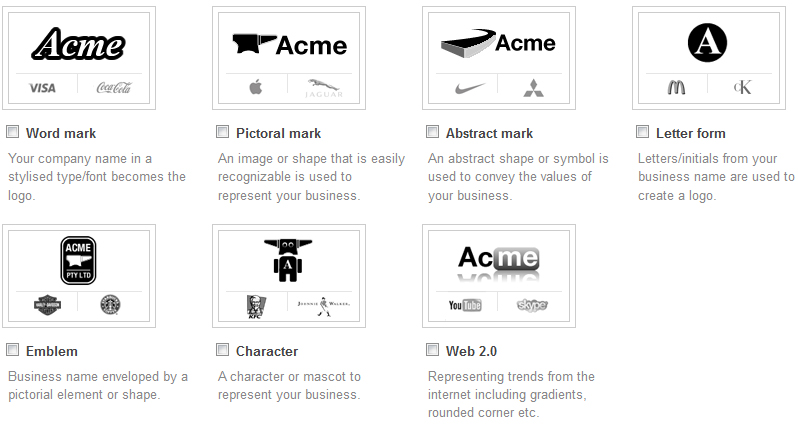 Acme
VISA
Coca-Cola
Word mark
Your company name in a
stylised type/font becomes the
logo.
Acme
JAGUAR
Pictoral mark
An image or shape that is easily
recognizable is used to
represent your business.
Acme
Abstract mark
An abstract shape or symbol is
used to convey the values of
your business.
A
M
cK
Letter form
Letters/initials from your
business name are used to
create a logo.
ACME
PTY LTD
HARLEY-DAVIDSON
Emblem
Business name enveloped by a
pictorial element or shape.
A
KFC
JOHNNIE WALKER.
Character
A character or mascot to
represent your business.
Acme
YouTube
skype
Web 2.0
Representing trends from the
internet including gradients,
rounded corner etc.